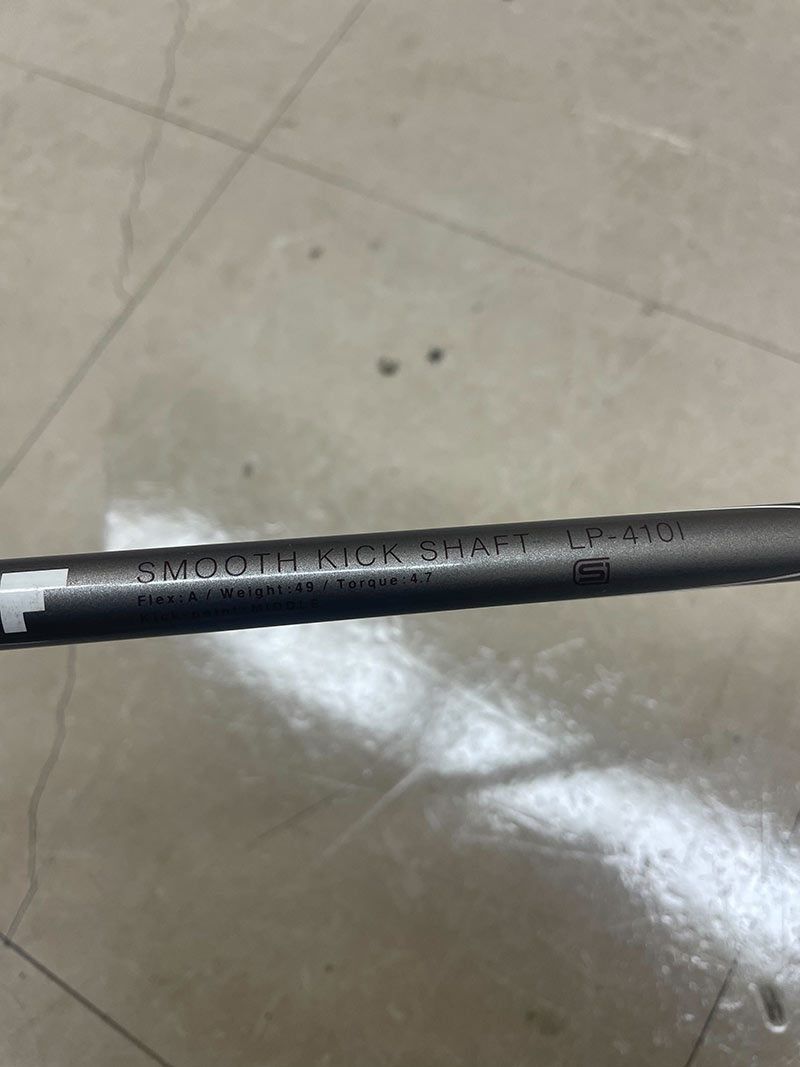 SMOOTH KICK SHAFT LP-410I
Flex:A / Weight:49 / Torque:4.7
Kick-point:MIDDLE